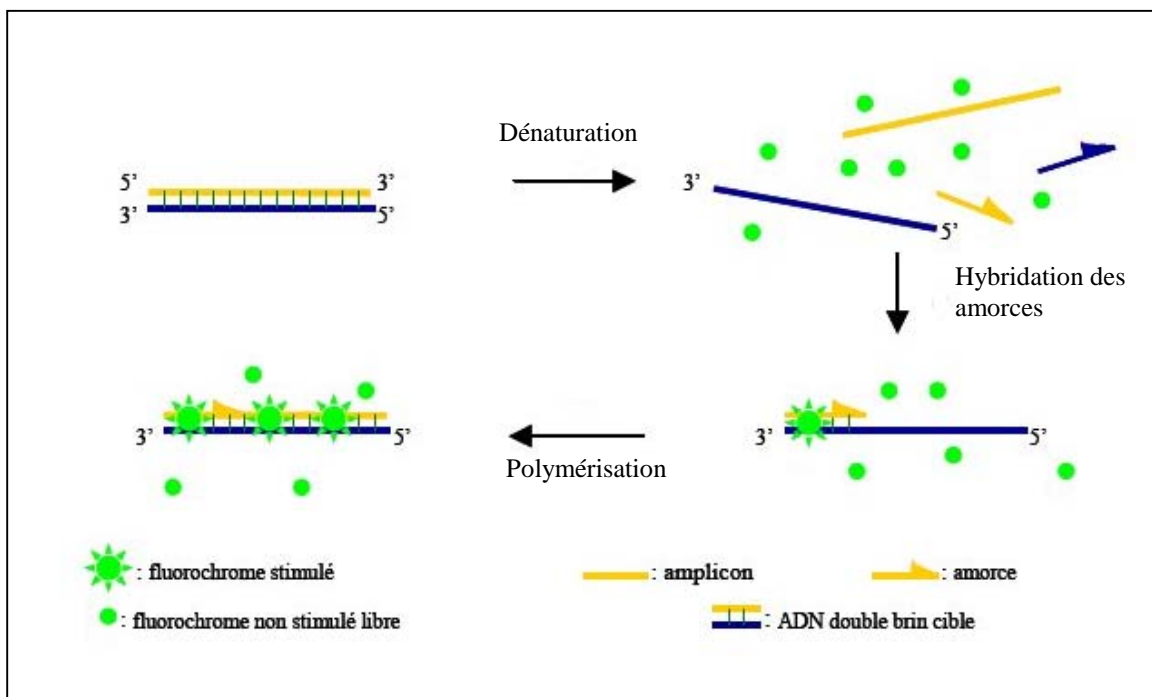 Dénaturation
5’ 3’
3’ 5’
3’
5’
Hybridation des
amorces
3’ 5’
Polymérisation
3’ 5’
: fluorochrome stimulé
: amplicon
: amorce
: fluorochrome non stimulé libre
: ADN double brin cible